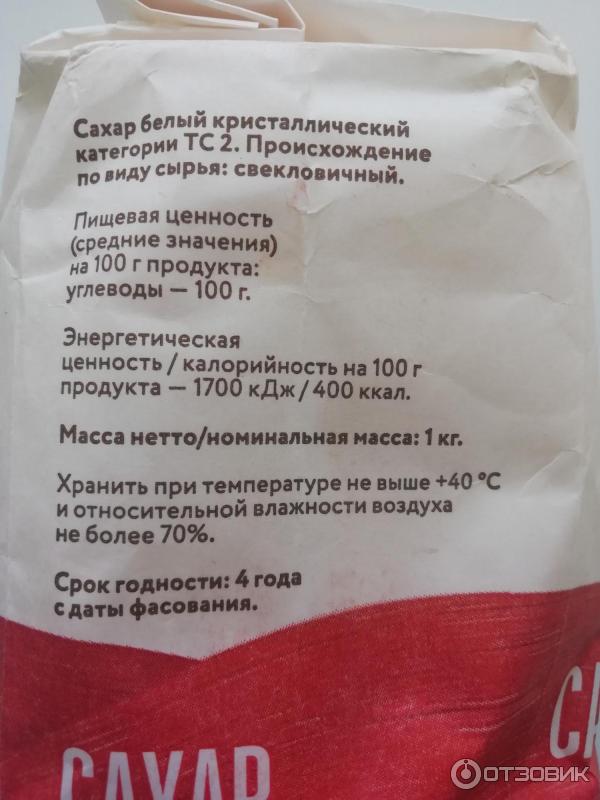 Сахар белый кристаллический
категории ТС 2. Происхождение
по виду сырья: свекловичный.
Пищевая ценность
(средние значения)
на 100 г продукта:
углеводы — 100 г.
Энергетическая
ценность / калорийность на 100 г
продукта — 1700 кДж / 400 ккал.
Масса нетто/номинальная масса: 1 кг.
Хранить при температуре не выше +40 °C
и относительной влажности воздуха
не более 70%.
Срок годности: 4 года
с даты фасования.
САХАР
ОТЗОВИК